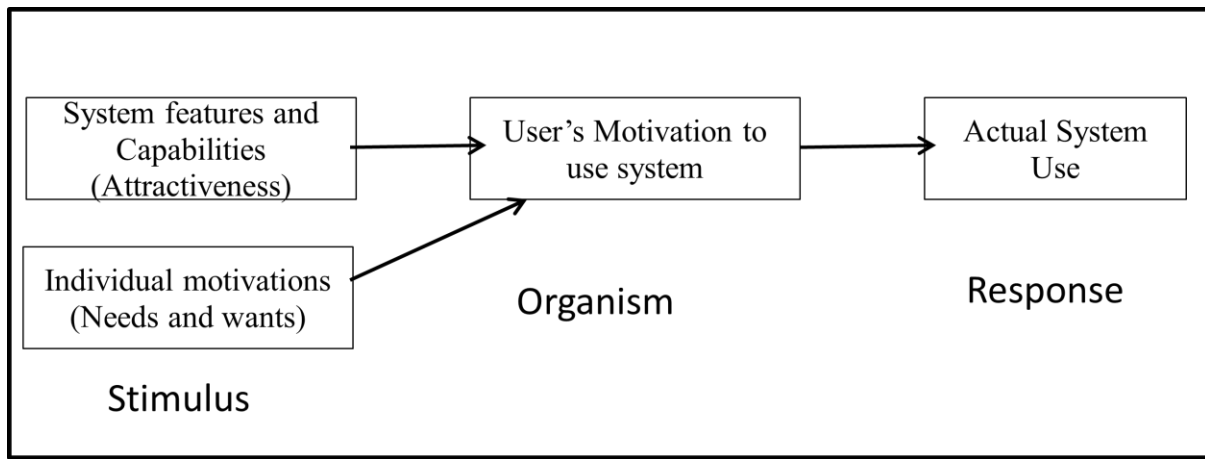 System features and
Capabilities
(Attractiveness)
User’s Motivation to
use system
Actual System
Use
Individual motivations
(Needs and wants)
Organism
Response
Stimulus